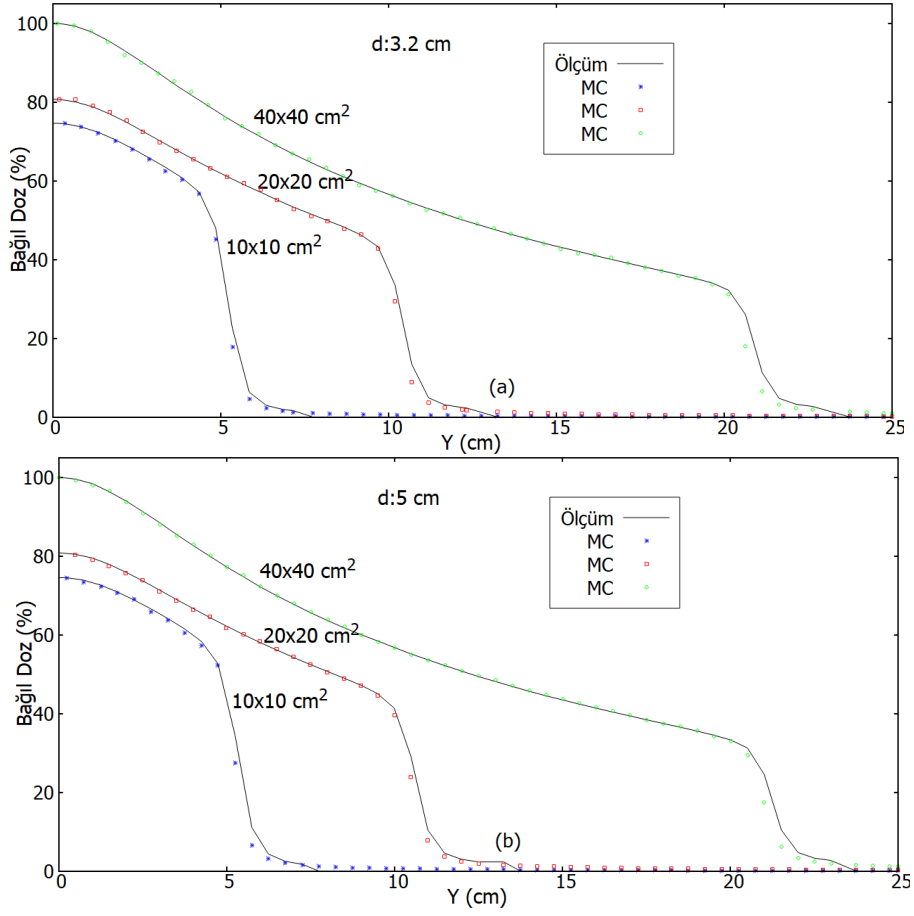 d:3.2 cm
Ölçüm
MC
MC
MC
40x40 cm²
20x20 cm²
10x10 cm²
Bağıl Doz (%)
100
80
60
40
20
0
(a)
0 5 10 15 20 25
Y (cm)
d:5 cm
Ölçüm
MC
MC
MC
40x40 cm²
20x20 cm²
10x10 cm²
Bağıl Doz (%)
100
80
60
40
20
0
(b)
0 5 10 15 20 25
Y (cm)